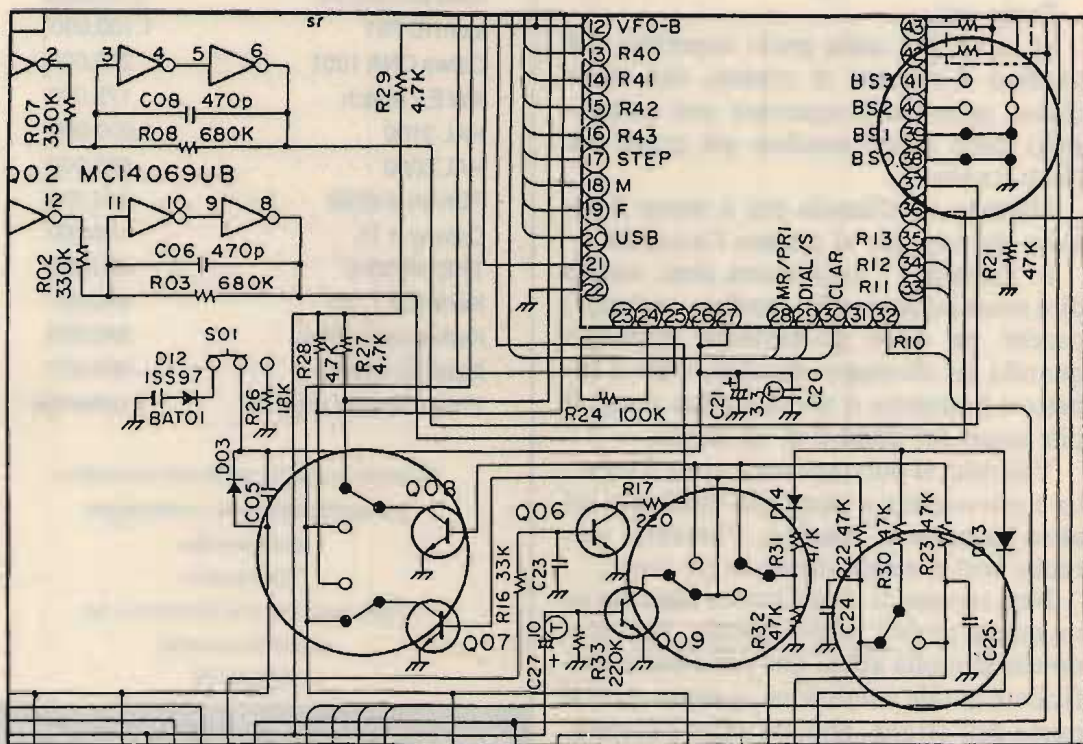 sr
12 VFO-B
13 R40
14 R41
15 R42
16 R43
17 STEP
18 M
19 F
20 USB
21
22
43
42
BS3 41
BS2 40
BS1 39
BS0 38
37
36
R13 35
R12 34
R11 33
23 24 25 26 27 28 29 30 31 32
MR/PRI
DIAL/S
CLAR
R10
R21
47K
2 3 4 5 6
R07
330K
C08 470p
R08 680K
R29
4.7K
Q02 MC14069UB
12 11 10 9 8
R02
330K
C06 470p
R03 680K
S01
D12
1SS97
BAT01
R26
18K
R28
4.7K
R27
4.7K
R24 100K
C21 +
3.3 T
C20
D03
C05
Q08
Q07
Q06
R16 33K
C23
R17
220
C27 10 T
+
R33
220K
Q09
D14
R31
47K
R32
47K
R22 47K
R30 47K
R23 47K
D13
C24
C25